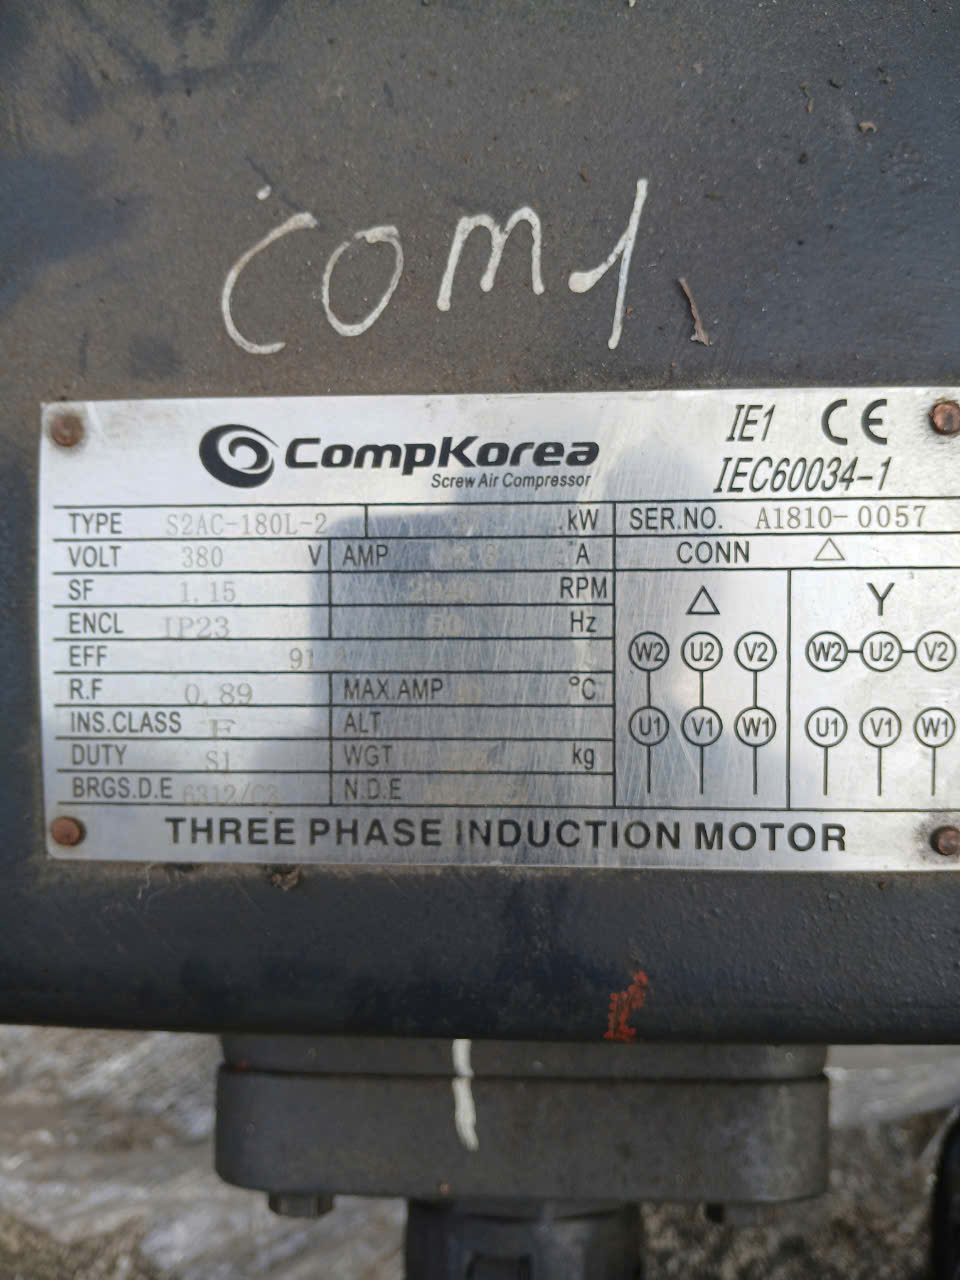 com1
CompKorea
Screw Air Compressor
IE1 CE
IEC60034-1
TYPE S2AC-180L-2 kW SER.NO. A1810-0057
VOLT 380 V AMP A CONN △
SF 1.15 RPM
ENCL IP23 Hz
△ Y
EFF
W2 U2 V2 W2 U2 V2
R.F 0.89 MAX.AMP °C
INS.CLASS F ALT
U1 V1 W1 U1 V1 W1
DUTY S1 WGT kg
BRGS.D.E 6312/C3 N.D.E
THREE PHASE INDUCTION MOTOR